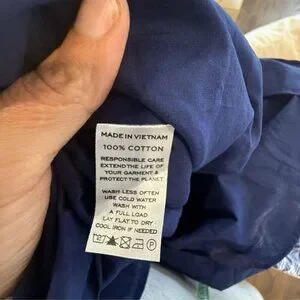 MADE IN VIETNAM
100% COTTON
RESPONSIBLE CARE
EXTEND THE LIFE OF
YOUR GARMENT &
PROTECT THE PLANET
WASH LESS OFTEN
USE COLD WATER
WASH WITH
A FULL LOAD
LAY FLAT TO DRY
COOL IRON IF NEEDED